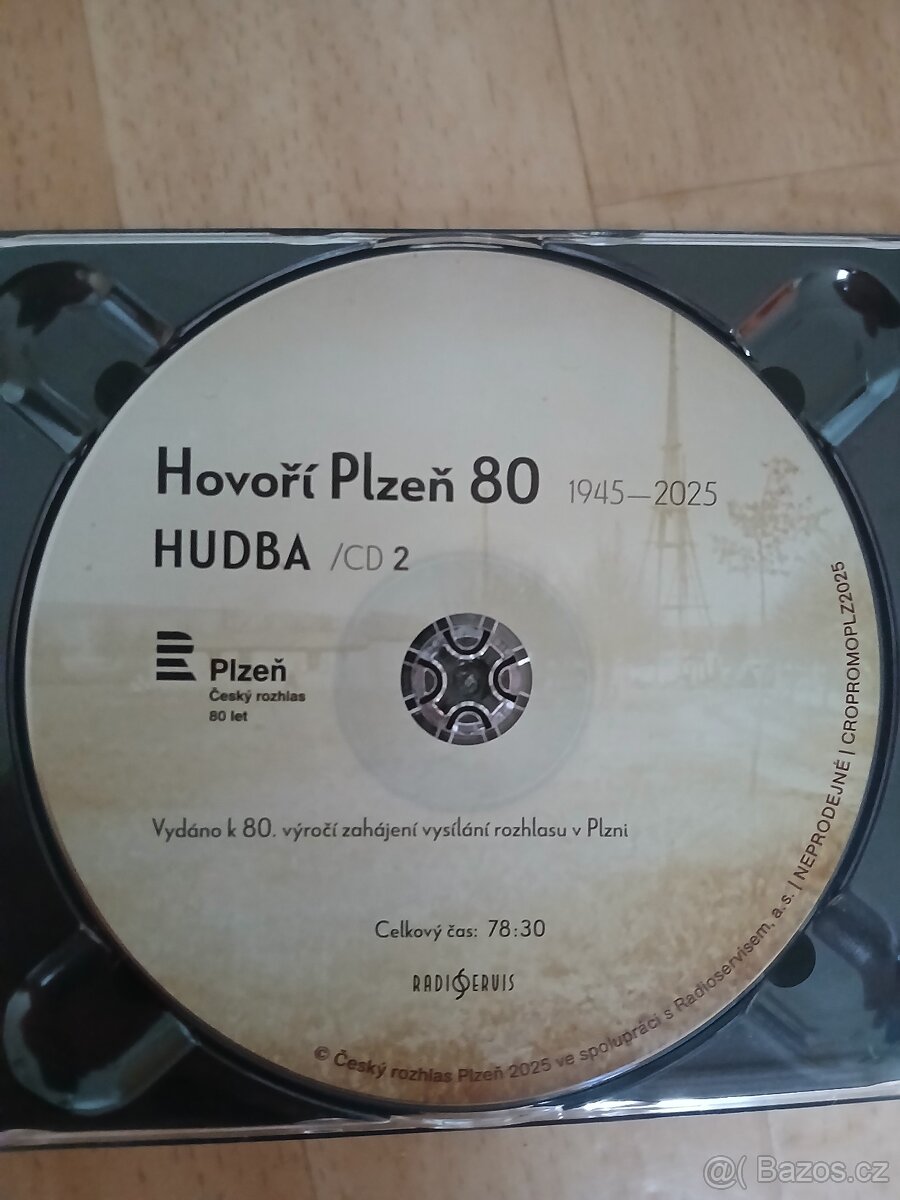 Hovoří Plzeň 80 1945—2025
HUDBA /CD 2
Plzeň
Český rozhlas
80 let
Vydáno k 80. výročí zahájení vysílání rozhlasu v Plzni
Celkový čas: 78:30
RADIOSERVIS
© Český rozhlas Plzeň 2025 ve spolupráci s Radioservisem, a.s. | NEPRODEJNÉ | CROPROMOPLZ2025
@( Bazos.cz